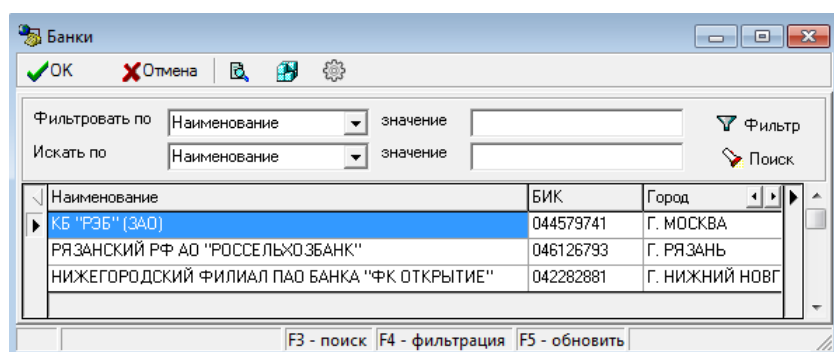 Банки
OK Отмена
Фильтровать по Наименование значение Фильтр
Искать по Наименование значение Поиск
Наименование БИК Город
КБ "РЭБ" (ЗАО) 044579741 Г. МОСКВА
РЯЗАНСКИЙ РФ АО "РОССЕЛЬХОЗБАНК" 046126793 Г. РЯЗАНЬ
НИЖЕГОРОДСКИЙ ФИЛИАЛ ПАО БАНКА "ФК ОТКРЫТИЕ" 042282881 Г. НИЖНИЙ НОВГ
F3 - поиск F4 - фильтрация F5 - обновить